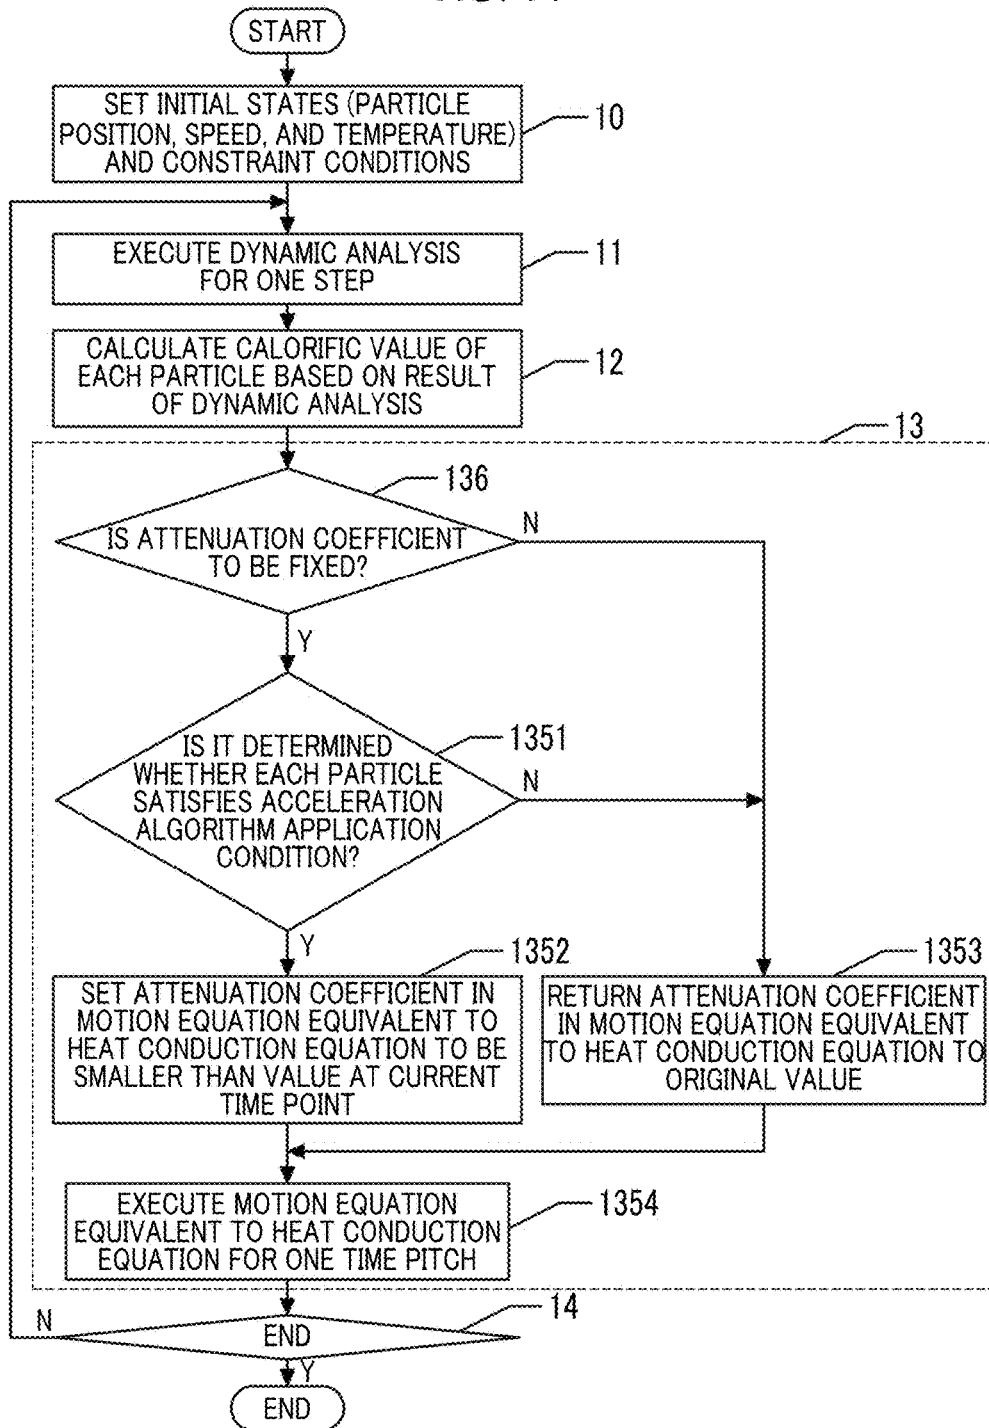 START
SET INITIAL STATES (PARTICLE
POSITION, SPEED, AND TEMPERATURE)
AND CONSTRAINT CONDITIONS
10
EXECUTE DYNAMIC ANALYSIS
FOR ONE STEP
11
CALCULATE CALORIFIC VALUE OF
EACH PARTICLE BASED ON RESULT
OF DYNAMIC ANALYSIS
12
13
136
IS ATTENUATION COEFFICIENT
TO BE FIXED?
N
Y
1351
IS IT DETERMINED
WHETHER EACH PARTICLE
SATISFIES ACCELERATION
ALGORITHM APPLICATION
CONDITION?
N
Y
1352
SET ATTENUATION COEFFICIENT IN
MOTION EQUATION EQUIVALENT TO
HEAT CONDUCTION EQUATION TO BE
SMALLER THAN VALUE AT CURRENT
TIME POINT
1353
RETURN ATTENUATION COEFFICIENT
IN MOTION EQUATION EQUIVALENT
TO HEAT CONDUCTION EQUATION TO
ORIGINAL VALUE
EXECUTE MOTION EQUATION
EQUIVALENT TO HEAT CONDUCTION
EQUATION FOR ONE TIME PITCH
1354
N
END
14
Y
END